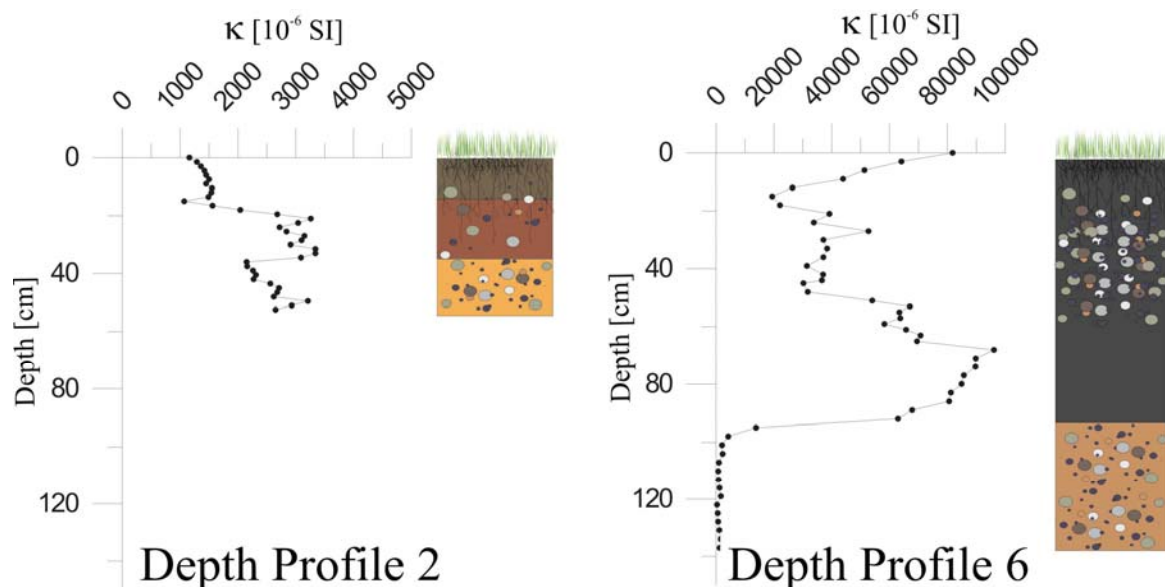 κ [10⁻⁶ SI]
0 1000 2000 3000 4000 5000
0
40
80
120
Depth [cm]
Depth Profile 2
κ [10⁻⁶ SI]
0 20000 40000 60000 80000 100000
0
40
80
120
Depth [cm]
Depth Profile 6